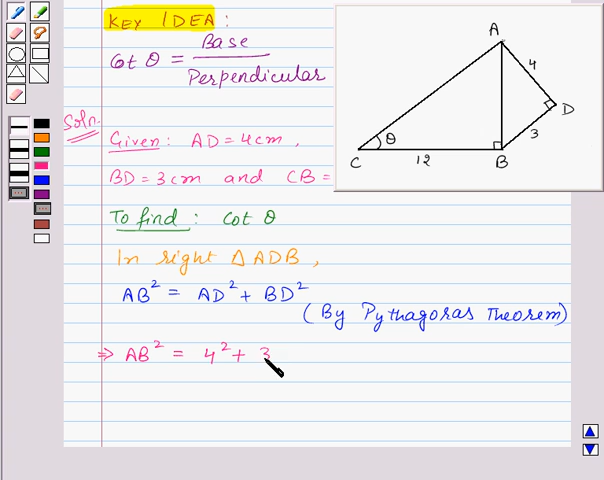 KEY IDEA:
Cot θ = Base / Perpendicular
Soln.
Given: AD = 4cm,
BD = 3cm and CB =
To find: Cot θ
In right △ ADB,
AB² = AD² + BD²
(By Pythagoras Theorem)
⇒ AB² = 4² + 3
A
4
D
3
θ
C
12
B